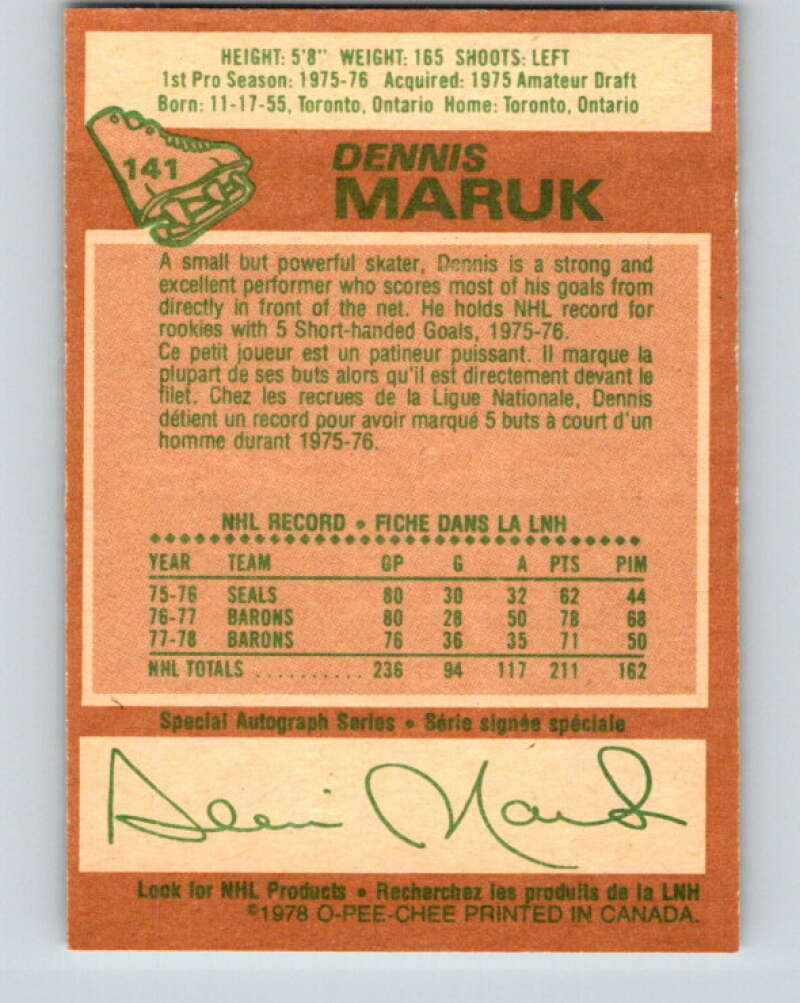 HEIGHT: 5'8" WEIGHT: 165 SHOOTS: LEFT
1st Pro Season: 1975-76 Acquired: 1975 Amateur Draft
Born: 11-17-55, Toronto, Ontario Home: Toronto, Ontario
141
DENNIS
MARUK
A small but powerful skater, Dennis is a strong and
excellent performer who scores most of his goals from
directly in front of the net. He holds NHL record for
rookies with 5 Short-handed Goals, 1975-76.
Ce petit joueur est un patineur puissant. Il marque la
plupart de ses buts alors qu'il est directement devant le
filet. Chez les recrues de la Ligue Nationale, Dennis
détient un record pour avoir marqué 5 buts à court d'un
homme durant 1975-76.
NHL RECORD • FICHE DANS LA LNH
YEAR TEAM GP G A PTS PIM
75-76 SEALS 80 30 32 62 44
76-77 BARONS 80 28 50 78 68
77-78 BARONS 76 36 35 71 50
NHL TOTALS .......... 236 94 117 211 162
Special Autograph Series • Série signée spéciale
Dennis Maruk
Look for NHL Products • Recherchez les produits de la LNH
©1978 O-PEE-CHEE PRINTED IN CANADA.